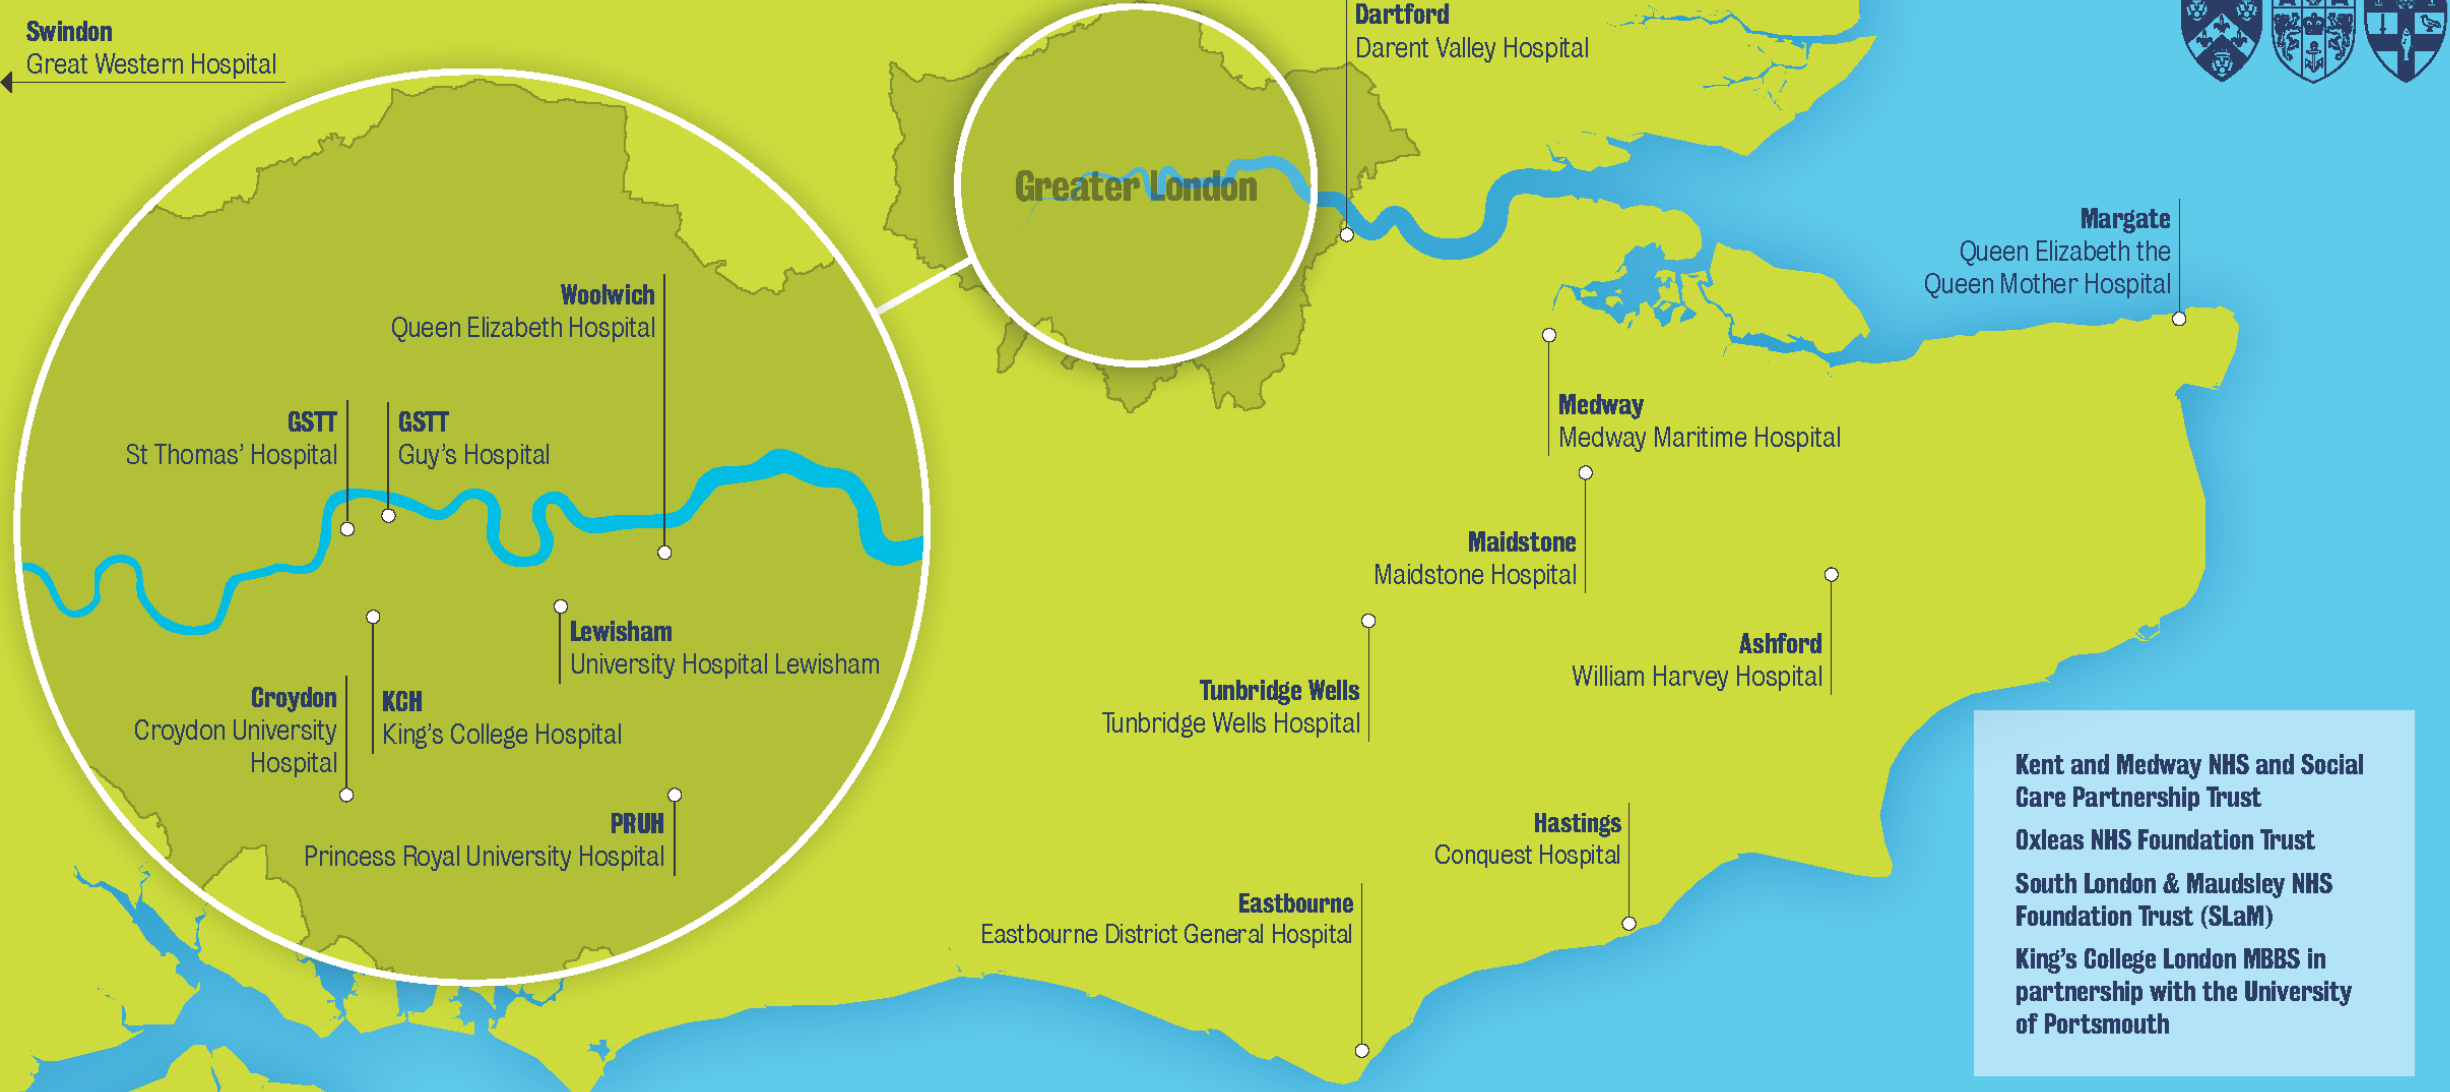 Swindon
Great Western Hospital
Dartford
Darent Valley Hospital
Greater London
Margate
Queen Elizabeth the
Queen Mother Hospital
Woolwich
Queen Elizabeth Hospital
GSTT
St Thomas’ Hospital
GSTT
Guy’s Hospital
Medway
Medway Maritime Hospital
Maidstone
Maidstone Hospital
Lewisham
University Hospital Lewisham
Ashford
William Harvey Hospital
Croydon
Croydon University
Hospital
KCH
King’s College Hospital
Tunbridge Wells
Tunbridge Wells Hospital
PRUH
Princess Royal University Hospital
Hastings
Conquest Hospital
Eastbourne
Eastbourne District General Hospital
Kent and Medway NHS and Social
Care Partnership Trust
Oxleas NHS Foundation Trust
South London & Maudsley NHS
Foundation Trust (SLaM)
King’s College London MBBS in
partnership with the University
of Portsmouth